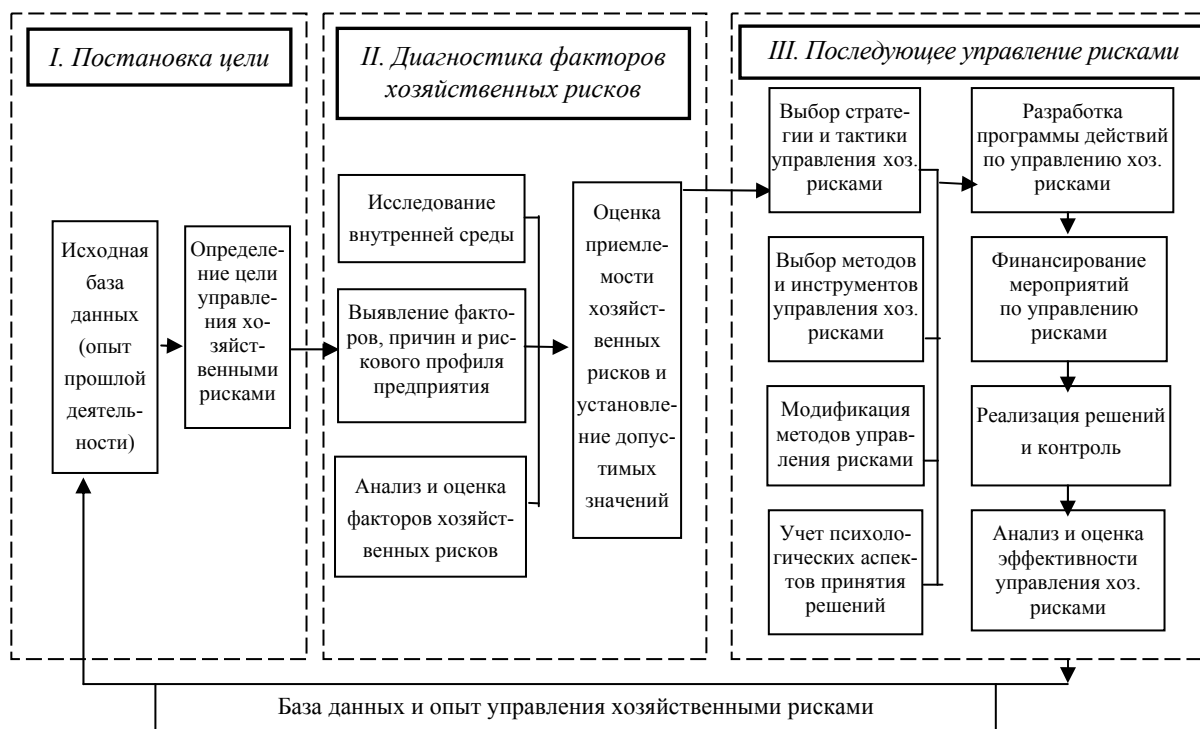 I. Постановка цели
II. Диагностика факторов
хозяйственных рисков
III. Последующее управление рисками
Исходная
база
данных
(опыт
прошлой
деятель-
ности)
Определе-
ние цели
управле-
ния хо-
зяйст-
венными
рисками
Исследование
внутренней среды
Выявление факто-
ров, причин и рис-
кового профиля
предприятия
Анализ и оценка
факторов хозяйст-
венных рисков
Оценка
приемле-
мости
хозяйст-
венных
рисков и
установле-
ние допус-
тимых
значений
Выбор страте-
гии и тактики
управления хоз.
рисками
Выбор методов
и инструментов
управления хоз.
рисками
Модификация
методов управ-
ления рисками
Учет психоло-
гических аспек-
тов принятия
решений
Разработка
программы действий
по управлению хоз.
рисками
Финансирование
мероприятий
по управлению
рисками
Реализация решений
и контроль
Анализ и оценка
эффективности
управления хоз.
рисками
База данных и опыт управления хозяйственными рисками